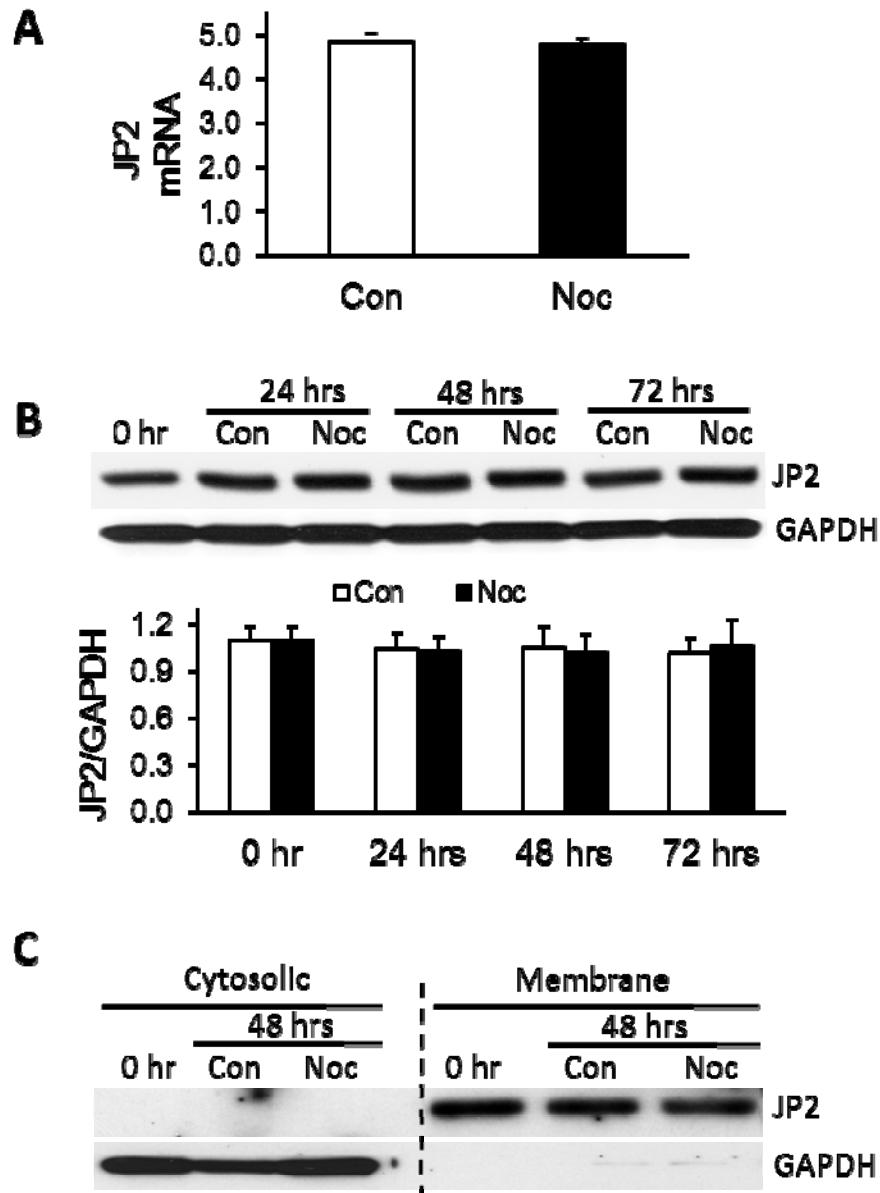 A
5.0
4.0
3.0
2.0
1.0
0.0
JP2
mRNA
Con Noc
B
24 hrs 48 hrs 72 hrs
0 hr Con Noc Con Noc Con Noc
JP2
GAPDH
Con Noc
1.2
0.9
0.6
0.3
0.0
JP2/GAPDH
0 hr 24 hrs 48 hrs 72 hrs
C
Cytosolic Membrane
48 hrs 48 hrs
0 hr Con Noc 0 hr Con Noc
JP2
GAPDH